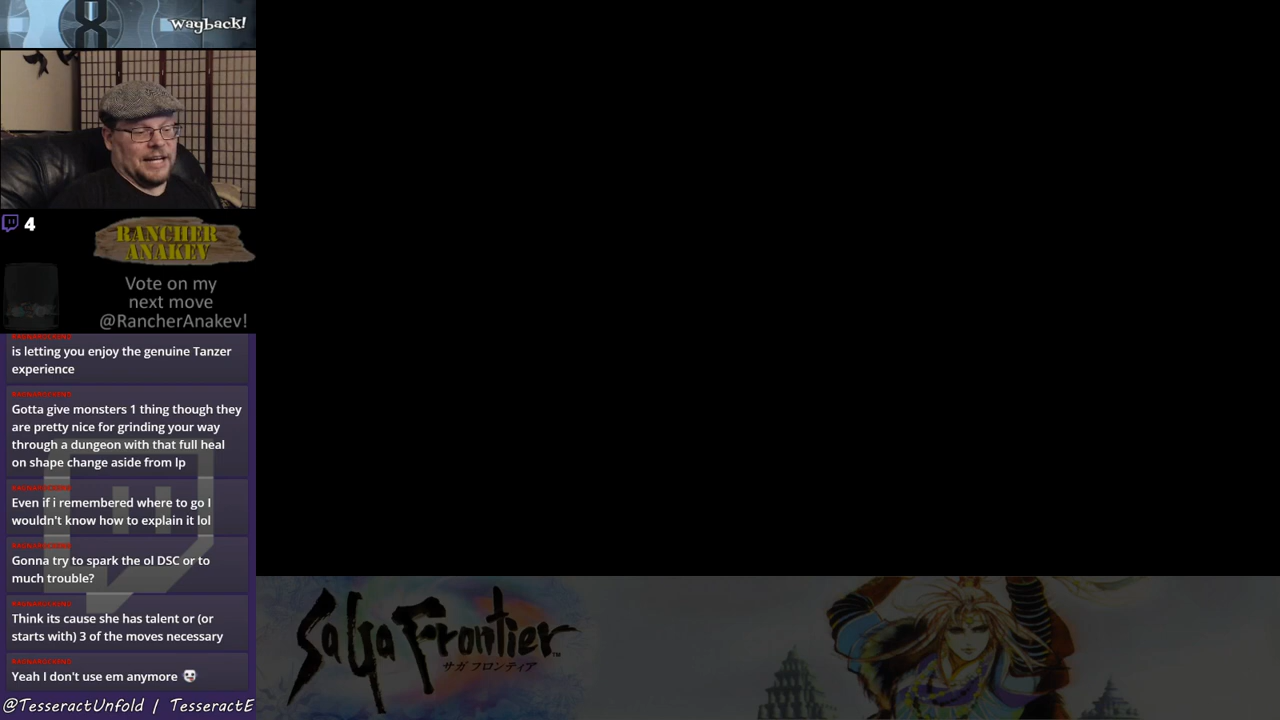 wayback!
4
RANCHER
ANAKEV
Vote on my
next move
@RancherAnakev!
is letting you enjoy the genuine Tanzer
experience
Gotta give monsters 1 thing though they
are pretty nice for grinding your way
through a dungeon with that full heal
on shape change aside from lp
Even if i remembered where to go I
wouldn't know how to explain it lol
Gonna try to spark the ol DSC or to
much trouble?
Think its cause she has talent or (or
starts with) 3 of the moves necessary
Yeah I don't use em anymore
@TesseractUnfold / TesseractE
SaGa Frontier
サガ フロンティア